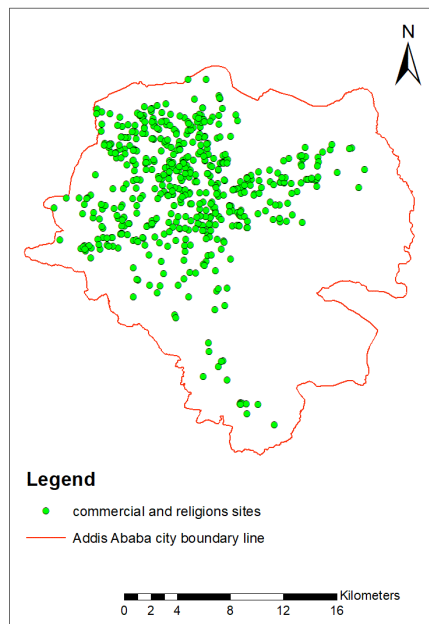 N
Legend
commercial and religions sites
Addis Ababa city boundary line
Kilometers
0 2 4 8 12 16